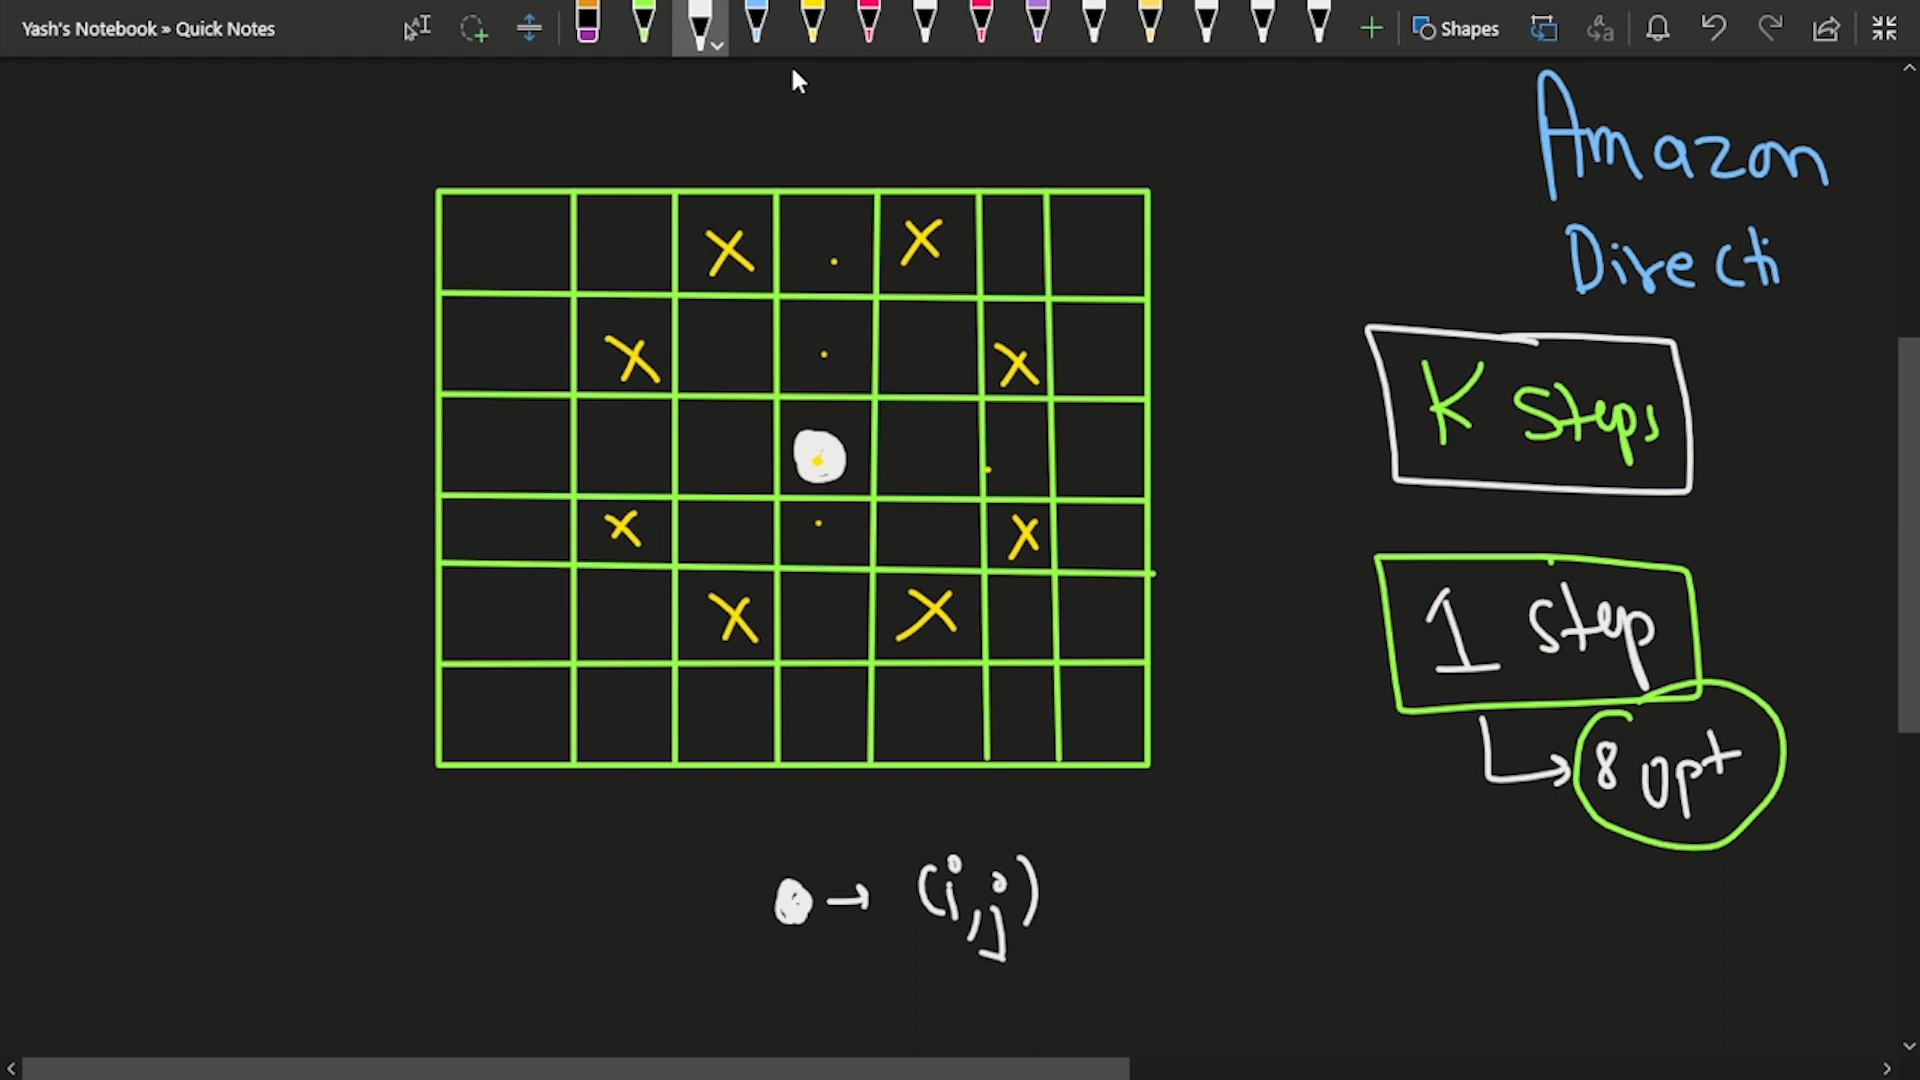 Yash's Notebook » Quick Notes
Shapes
Amazon
Directi
K Steps
1 step
8 opt
(i,j)